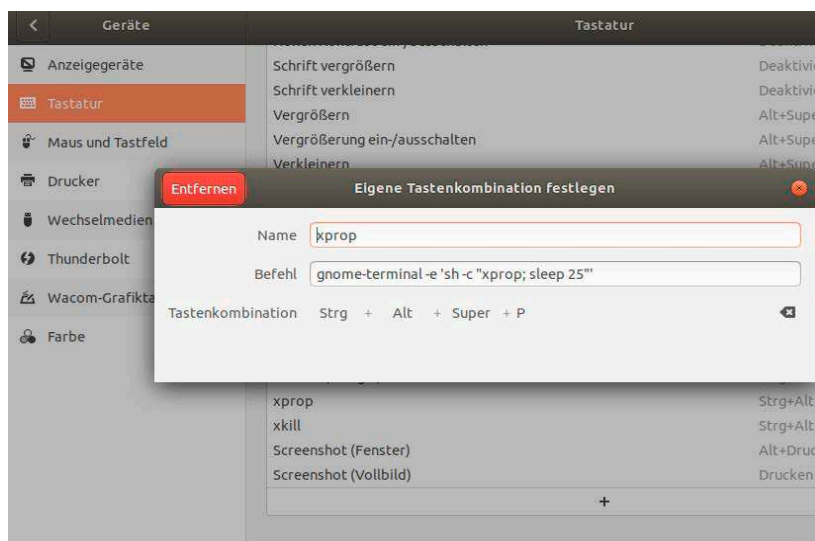 Geräte
Tastatur
Anzeigegeräte
Tastatur
Maus und Tastfeld
Drucker
Wechselmedien
Thunderbolt
Wacom-Grafikta
Farbe
Schrift vergrößern Deaktivi
Schrift verkleinern Deaktivi
Vergrößern Alt+Supe
Vergrößerung ein-/ausschalten Alt+Supe
Verkleinern Alt+Supe
Entfernen Eigene Tastenkombination festlegen
Name xprop
Befehl gnome-terminal -e 'sh -c "xprop; sleep 25"'
Tastenkombination Strg + Alt + Super + P
xprop Strg+Alt
xkill Strg+Alt
Screenshot (Fenster) Alt+Druc
Screenshot (Vollbild) Drucken
+